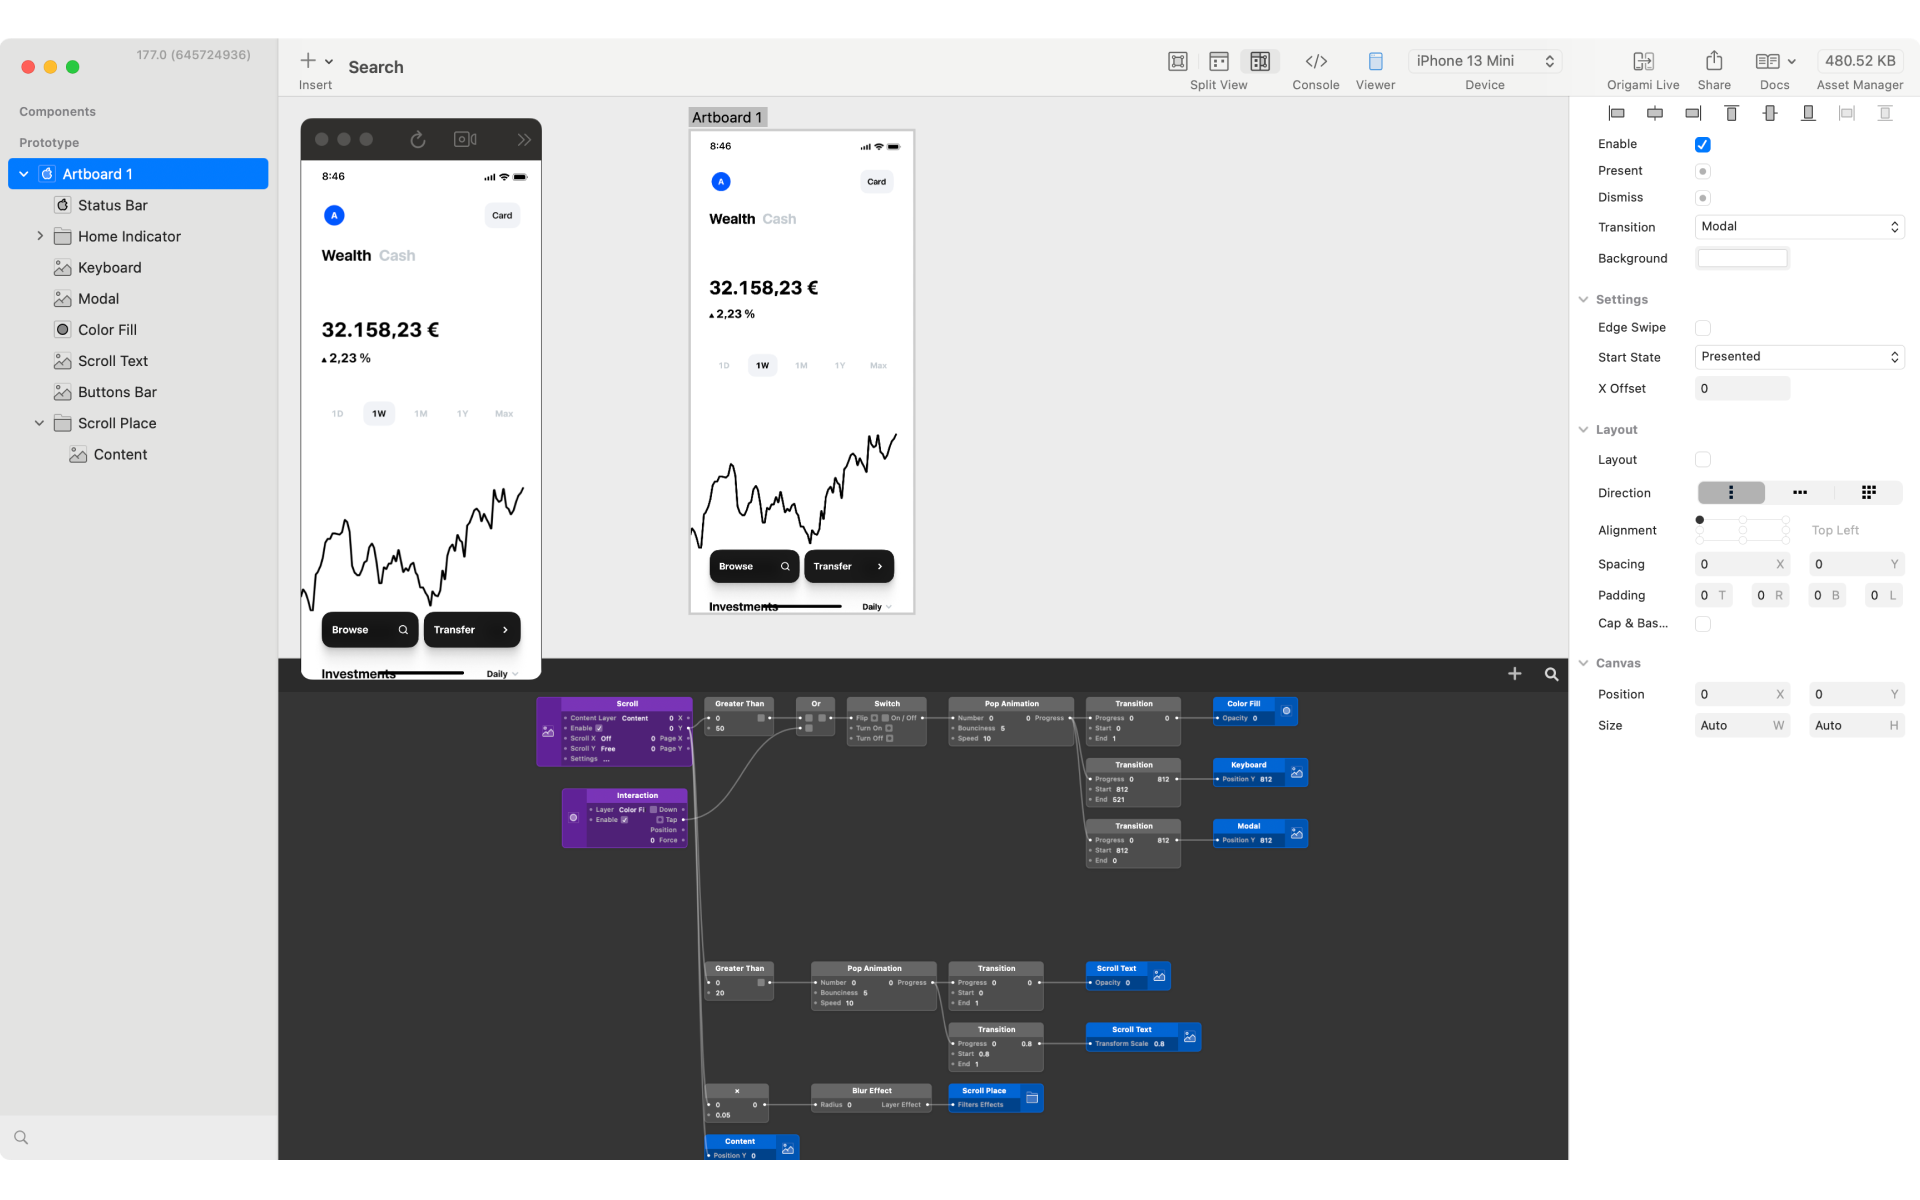 177.0 (645724936)
Components
Prototype
Artboard 1
Status Bar
Home Indicator
Keyboard
Modal
Color Fill
Scroll Text
Buttons Bar
Scroll Place
Content
Insert
Search
Split View
Console
Viewer
iPhone 13 Mini
Device
Origami Live
Share
Docs
480.52 KB
Asset Manager
8:46
A
Card
Wealth Cash
32.158,23 €
▴ 2,23 %
1D 1W 1M 1Y Max
Browse
Transfer
Investments
Daily
Artboard 1
8:46
A
Card
Wealth Cash
32.158,23 €
▴ 2,23 %
1D 1W 1M 1Y Max
Browse
Transfer
Investments
Daily
Scroll
Content Layer Content 0 X
Enable 0 Y
Scroll X Off 0 Page X
Scroll Y Free 0 Page Y
Settings ...
Interaction
Layer Color Fi Down
Enable Tap
Position
0 Force
Greater Than
0
50
Or
Switch
Flip On / Off
Turn On
Turn Off
Pop Animation
Number 0 0 Progress
Bounciness 5
Speed 10
Transition
Progress 0 0
Start 0
End 1
Color Fill
Opacity 0
Transition
Progress 0 812
Start 812
End 521
Keyboard
Position Y 812
Transition
Progress 0 812
Start 812
End 0
Modal
Position Y 812
Greater Than
0
20
Pop Animation
Number 0 0 Progress
Bounciness 5
Speed 10
Transition
Progress 0 0
Start 0
End 1
Scroll Text
Opacity 0
Transition
Progress 0 0.8
Start 0.8
End 1
Scroll Text
Transform Scale 0.8
×
0 0
0.05
Blur Effect
Radius 0 Layer Effect
Scroll Place
Filters Effects
Content
Position Y 0
Enable
Present
Dismiss
Transition Modal
Background
Settings
Edge Swipe
Start State Presented
X Offset 0
Layout
Layout
Direction
Alignment Top Left
Spacing 0 X 0 Y
Padding 0 T 0 R 0 B 0 L
Cap & Bas...
Canvas
Position 0 X 0 Y
Size Auto W Auto H